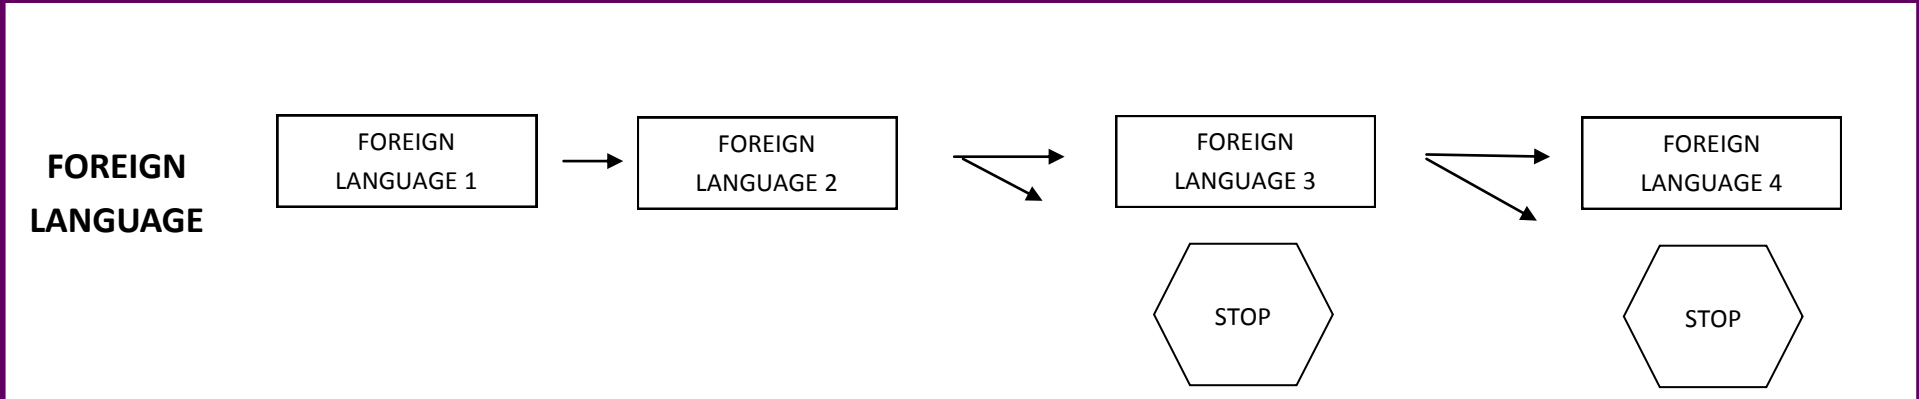 FOREIGN
LANGUAGE
FOREIGN
LANGUAGE 1
FOREIGN
LANGUAGE 2
FOREIGN
LANGUAGE 3
FOREIGN
LANGUAGE 4
STOP
STOP